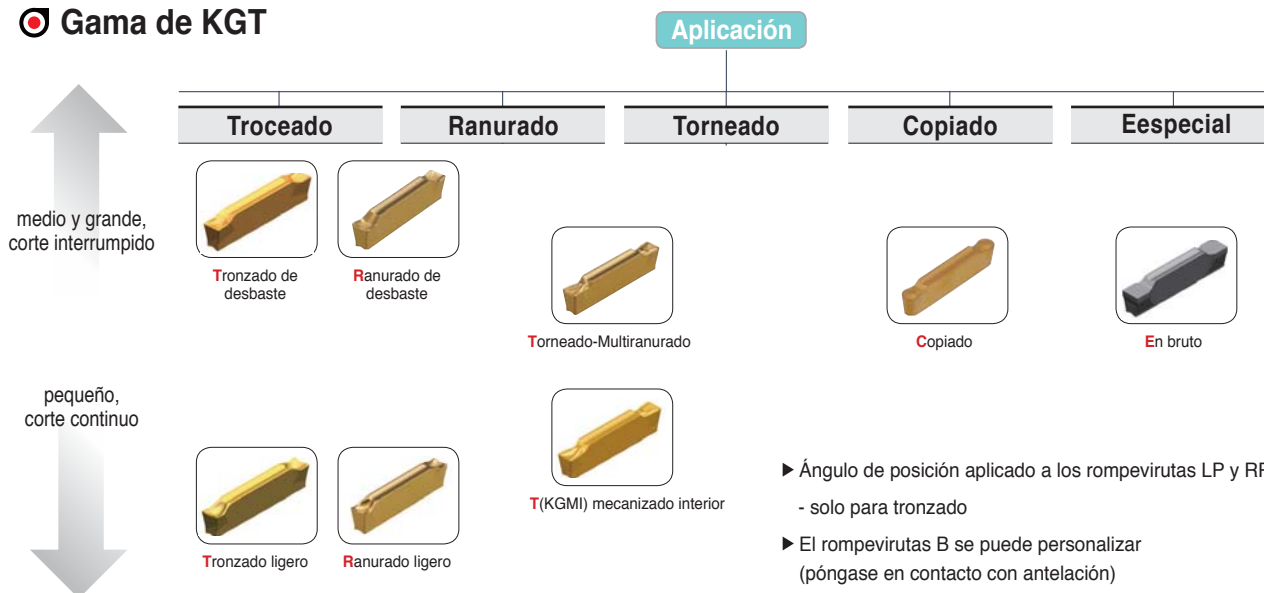 Gama de KGT
Aplicación
Troceado
Ranurado
Torneado
Copiado
Eespecial
medio y grande,
corte interrumpido
Tronzado de
desbaste
Ranurado de
desbaste
Torneado-Multiranurado
Copiado
En bruto
pequeño,
corte continuo
Tronzado ligero
Ranurado ligero
T(KGMI) mecanizado interior
▶ Ángulo de posición aplicado a los rompevirutas LP y RP
- solo para tronzado
▶ El rompevirutas B se puede personalizar
(póngase en contacto con antelación)